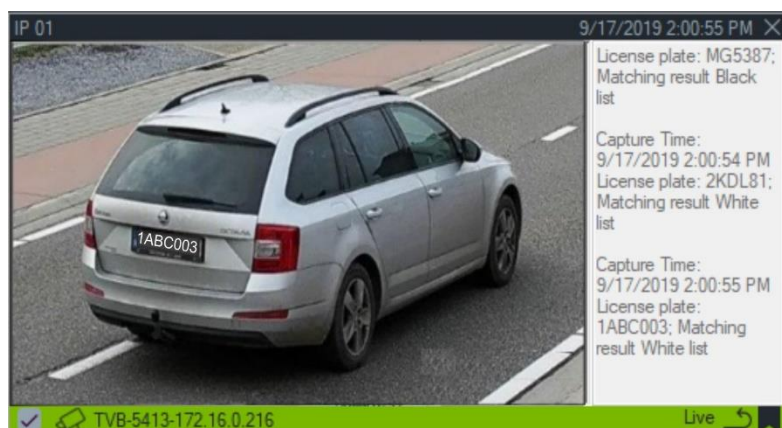 IP 01
9/17/2019 2:00:55 PM
License plate: MG5387;
Matching result Black
list
Capture Time:
9/17/2019 2:00:54 PM
License plate: 2KDL81;
Matching result White
list
Capture Time:
9/17/2019 2:00:55 PM
License plate:
1ABC003; Matching
result White list
1ABC003
TVB-5413-172.16.0.216
Live